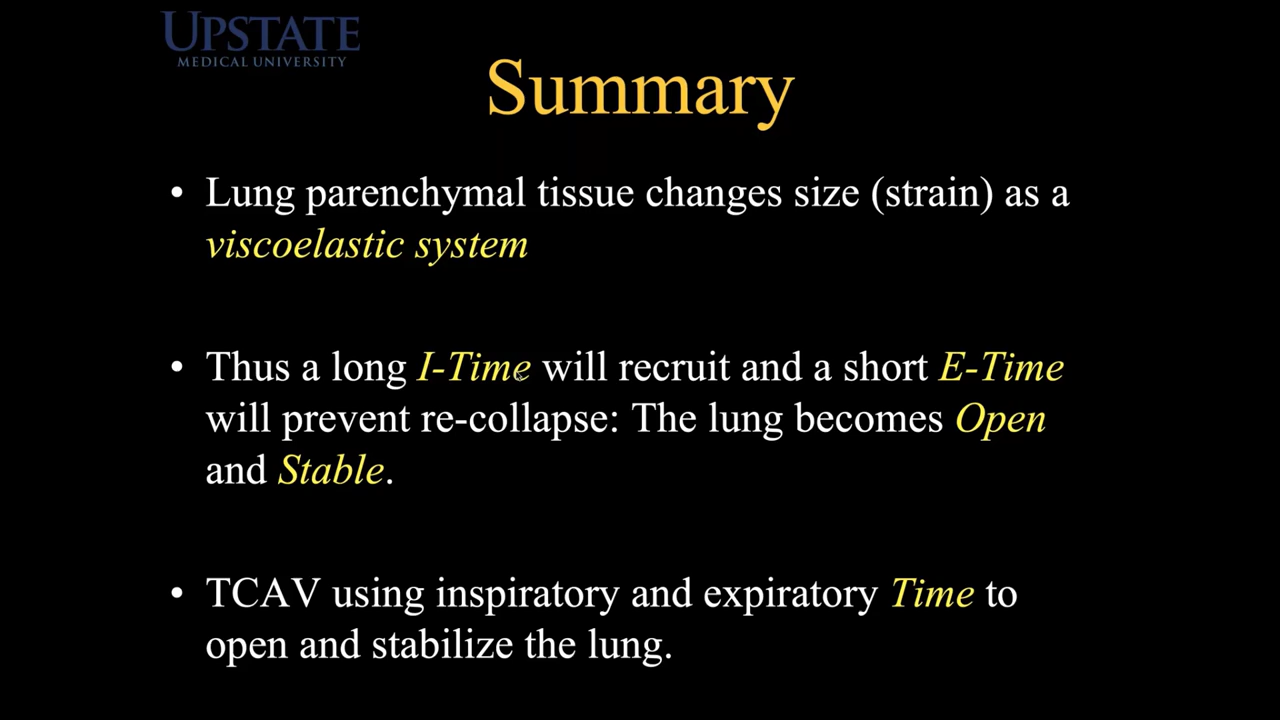 UPSTATE
MEDICAL UNIVERSITY
Summary
• Lung parenchymal tissue changes size (strain) as a
viscoelastic system
• Thus a long I-Time will recruit and a short E-Time
will prevent re-collapse: The lung becomes Open
and Stable.
• TCAV using inspiratory and expiratory Time to
open and stabilize the lung.